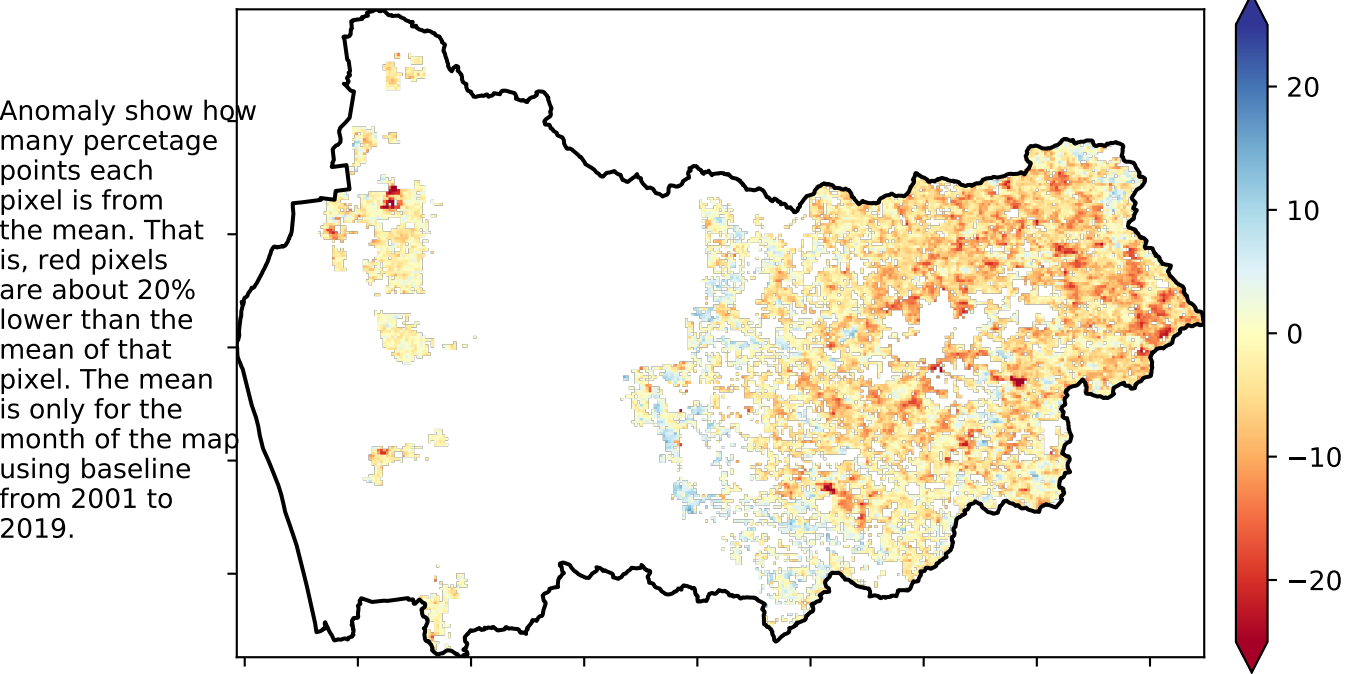 Anomaly show how
many percetage
points each
pixel is from
the mean. That
is, red pixels
are about 20%
lower than the
mean of that
pixel. The mean
is only for the
month of the map
using baseline
from 2001 to
2019.
20
10
0
−10
−20